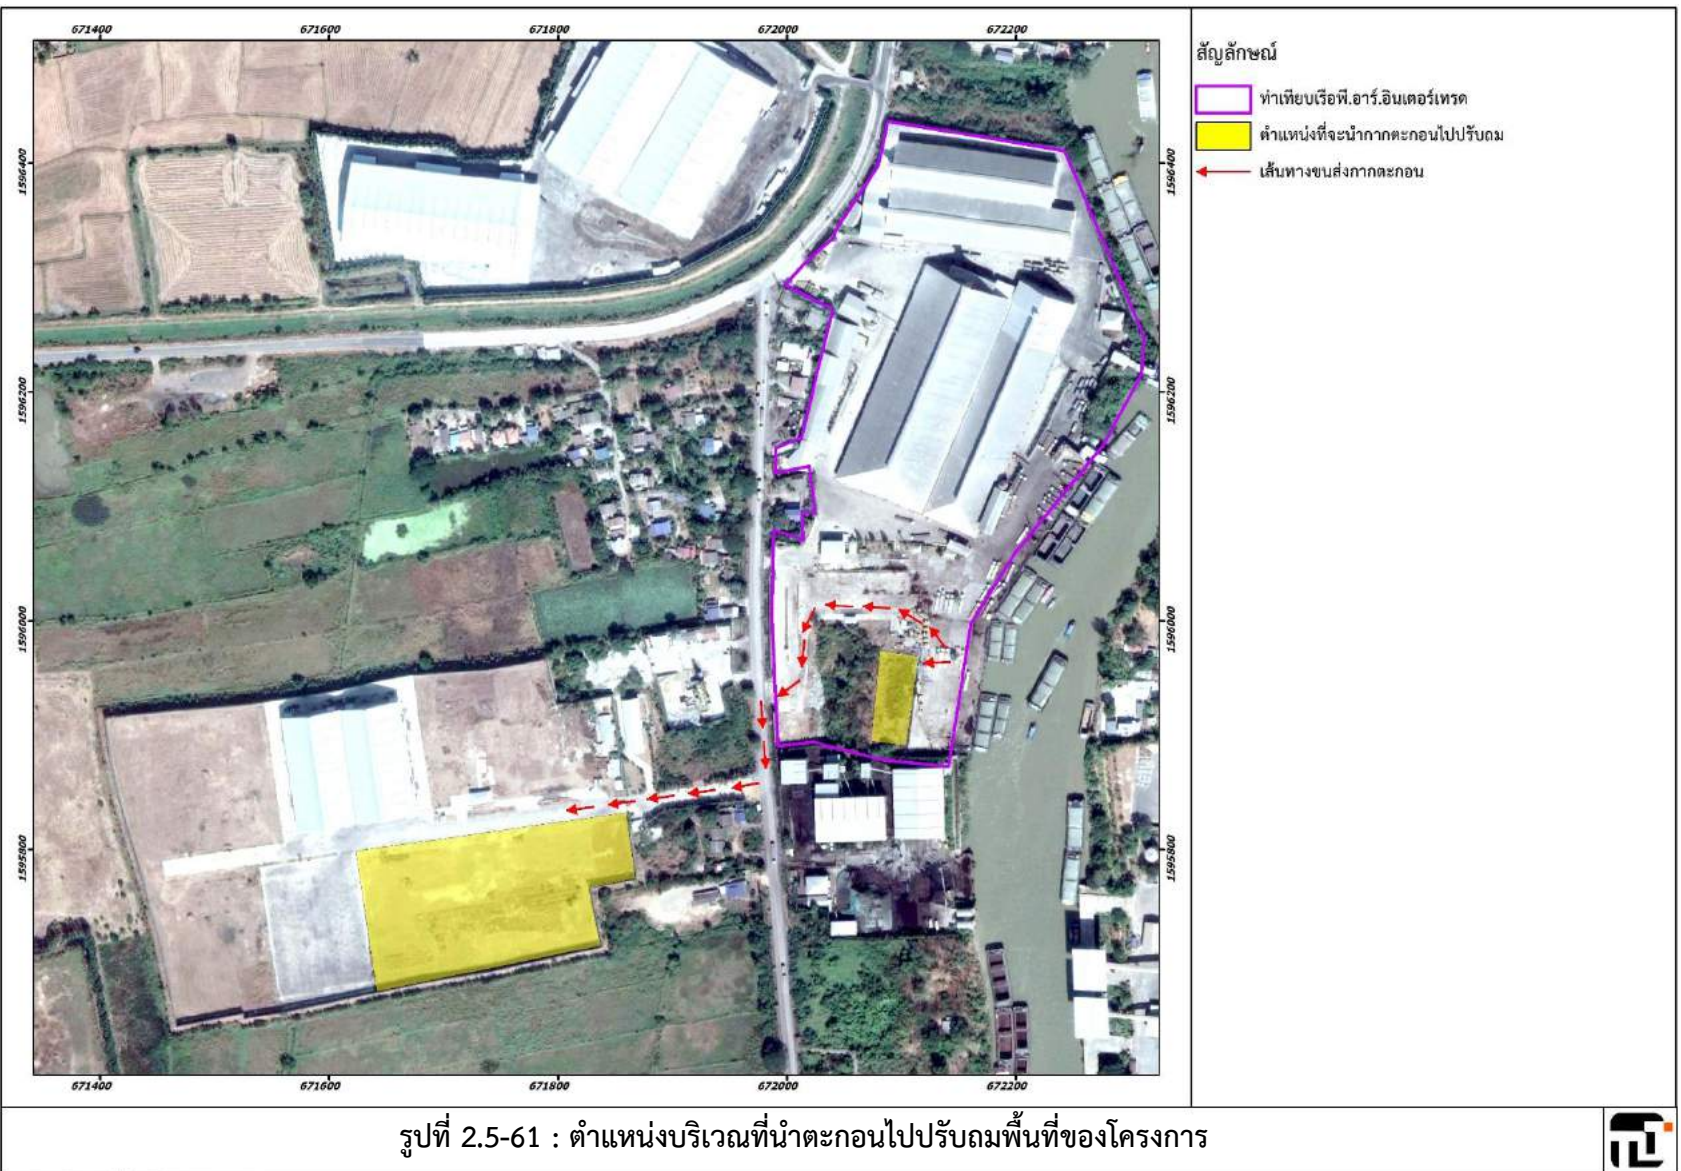 671400 671600 671800 672000 672200
สัญลักษณ์
ท่าเทียบเรือพี.อาร์.อินเตอร์เทรด
ตำแหน่งที่จะนำกากตะกอนไปปรับถม
เส้นทางขนส่งกากตะกอน
1596400 1596400
1596200 1596200
1596000 1596000
1595800 1595800
671400 671600 671800 672000 672200
รูปที่ 2.5-61 : ตำแหน่งบริเวณที่นำตะกอนไปปรับถมพื้นที่ของโครงการ